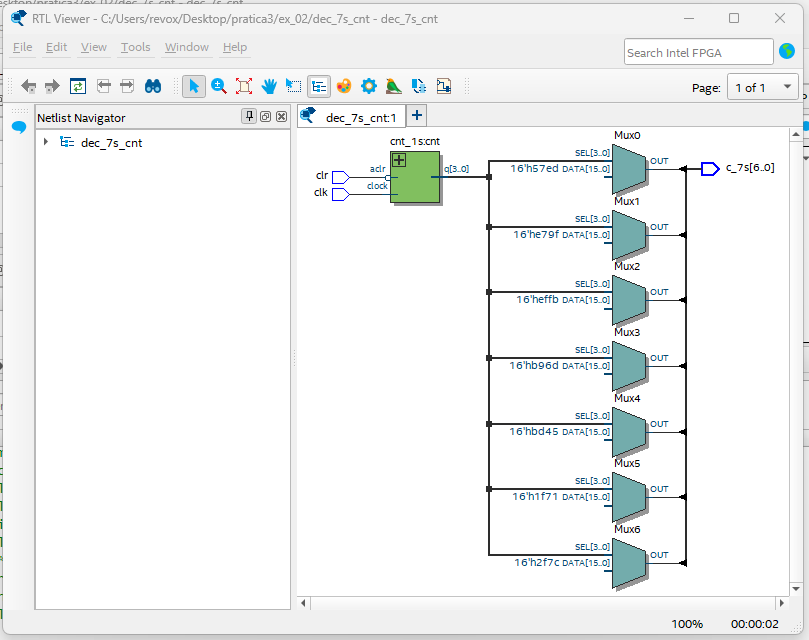 RTL Viewer - C:/Users/revox/Desktop/pratica3/ex_02/dec_7s_cnt - dec_7s_cnt
File Edit View Tools Window Help
Search Intel FPGA
Page: 1 of 1
Netlist Navigator
dec_7s_cnt
dec_7s_cnt:1
cnt_1s:cnt
clr
clk
aclr
clock
q[3..0]
Mux0
SEL[3..0]
16'h57ed DATA[15..0]
OUT
c_7s[6..0]
Mux1
SEL[3..0]
16'he79f DATA[15..0]
OUT
Mux2
SEL[3..0]
16'heffb DATA[15..0]
OUT
Mux3
SEL[3..0]
16'hb96d DATA[15..0]
OUT
Mux4
SEL[3..0]
16'hbd45 DATA[15..0]
OUT
Mux5
SEL[3..0]
16'h1f71 DATA[15..0]
OUT
Mux6
SEL[3..0]
16'h2f7c DATA[15..0]
OUT
100% 00:00:02